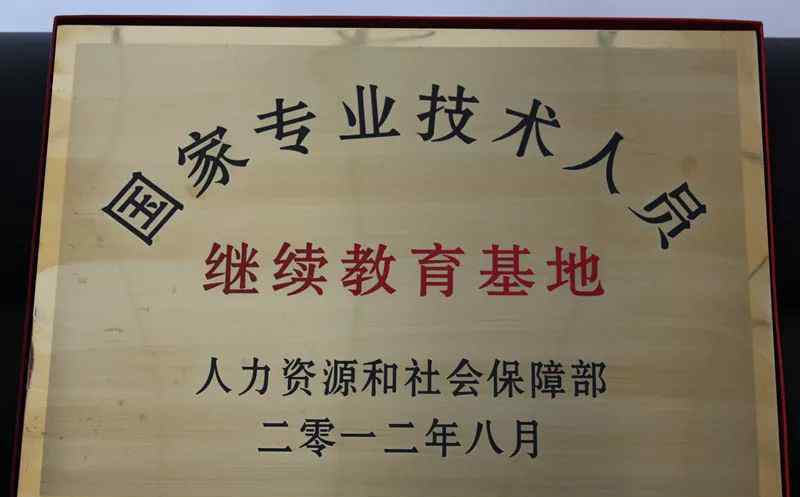 国家专业技术人员
继续教育基地
人力资源和社会保障部
二零一二年八月